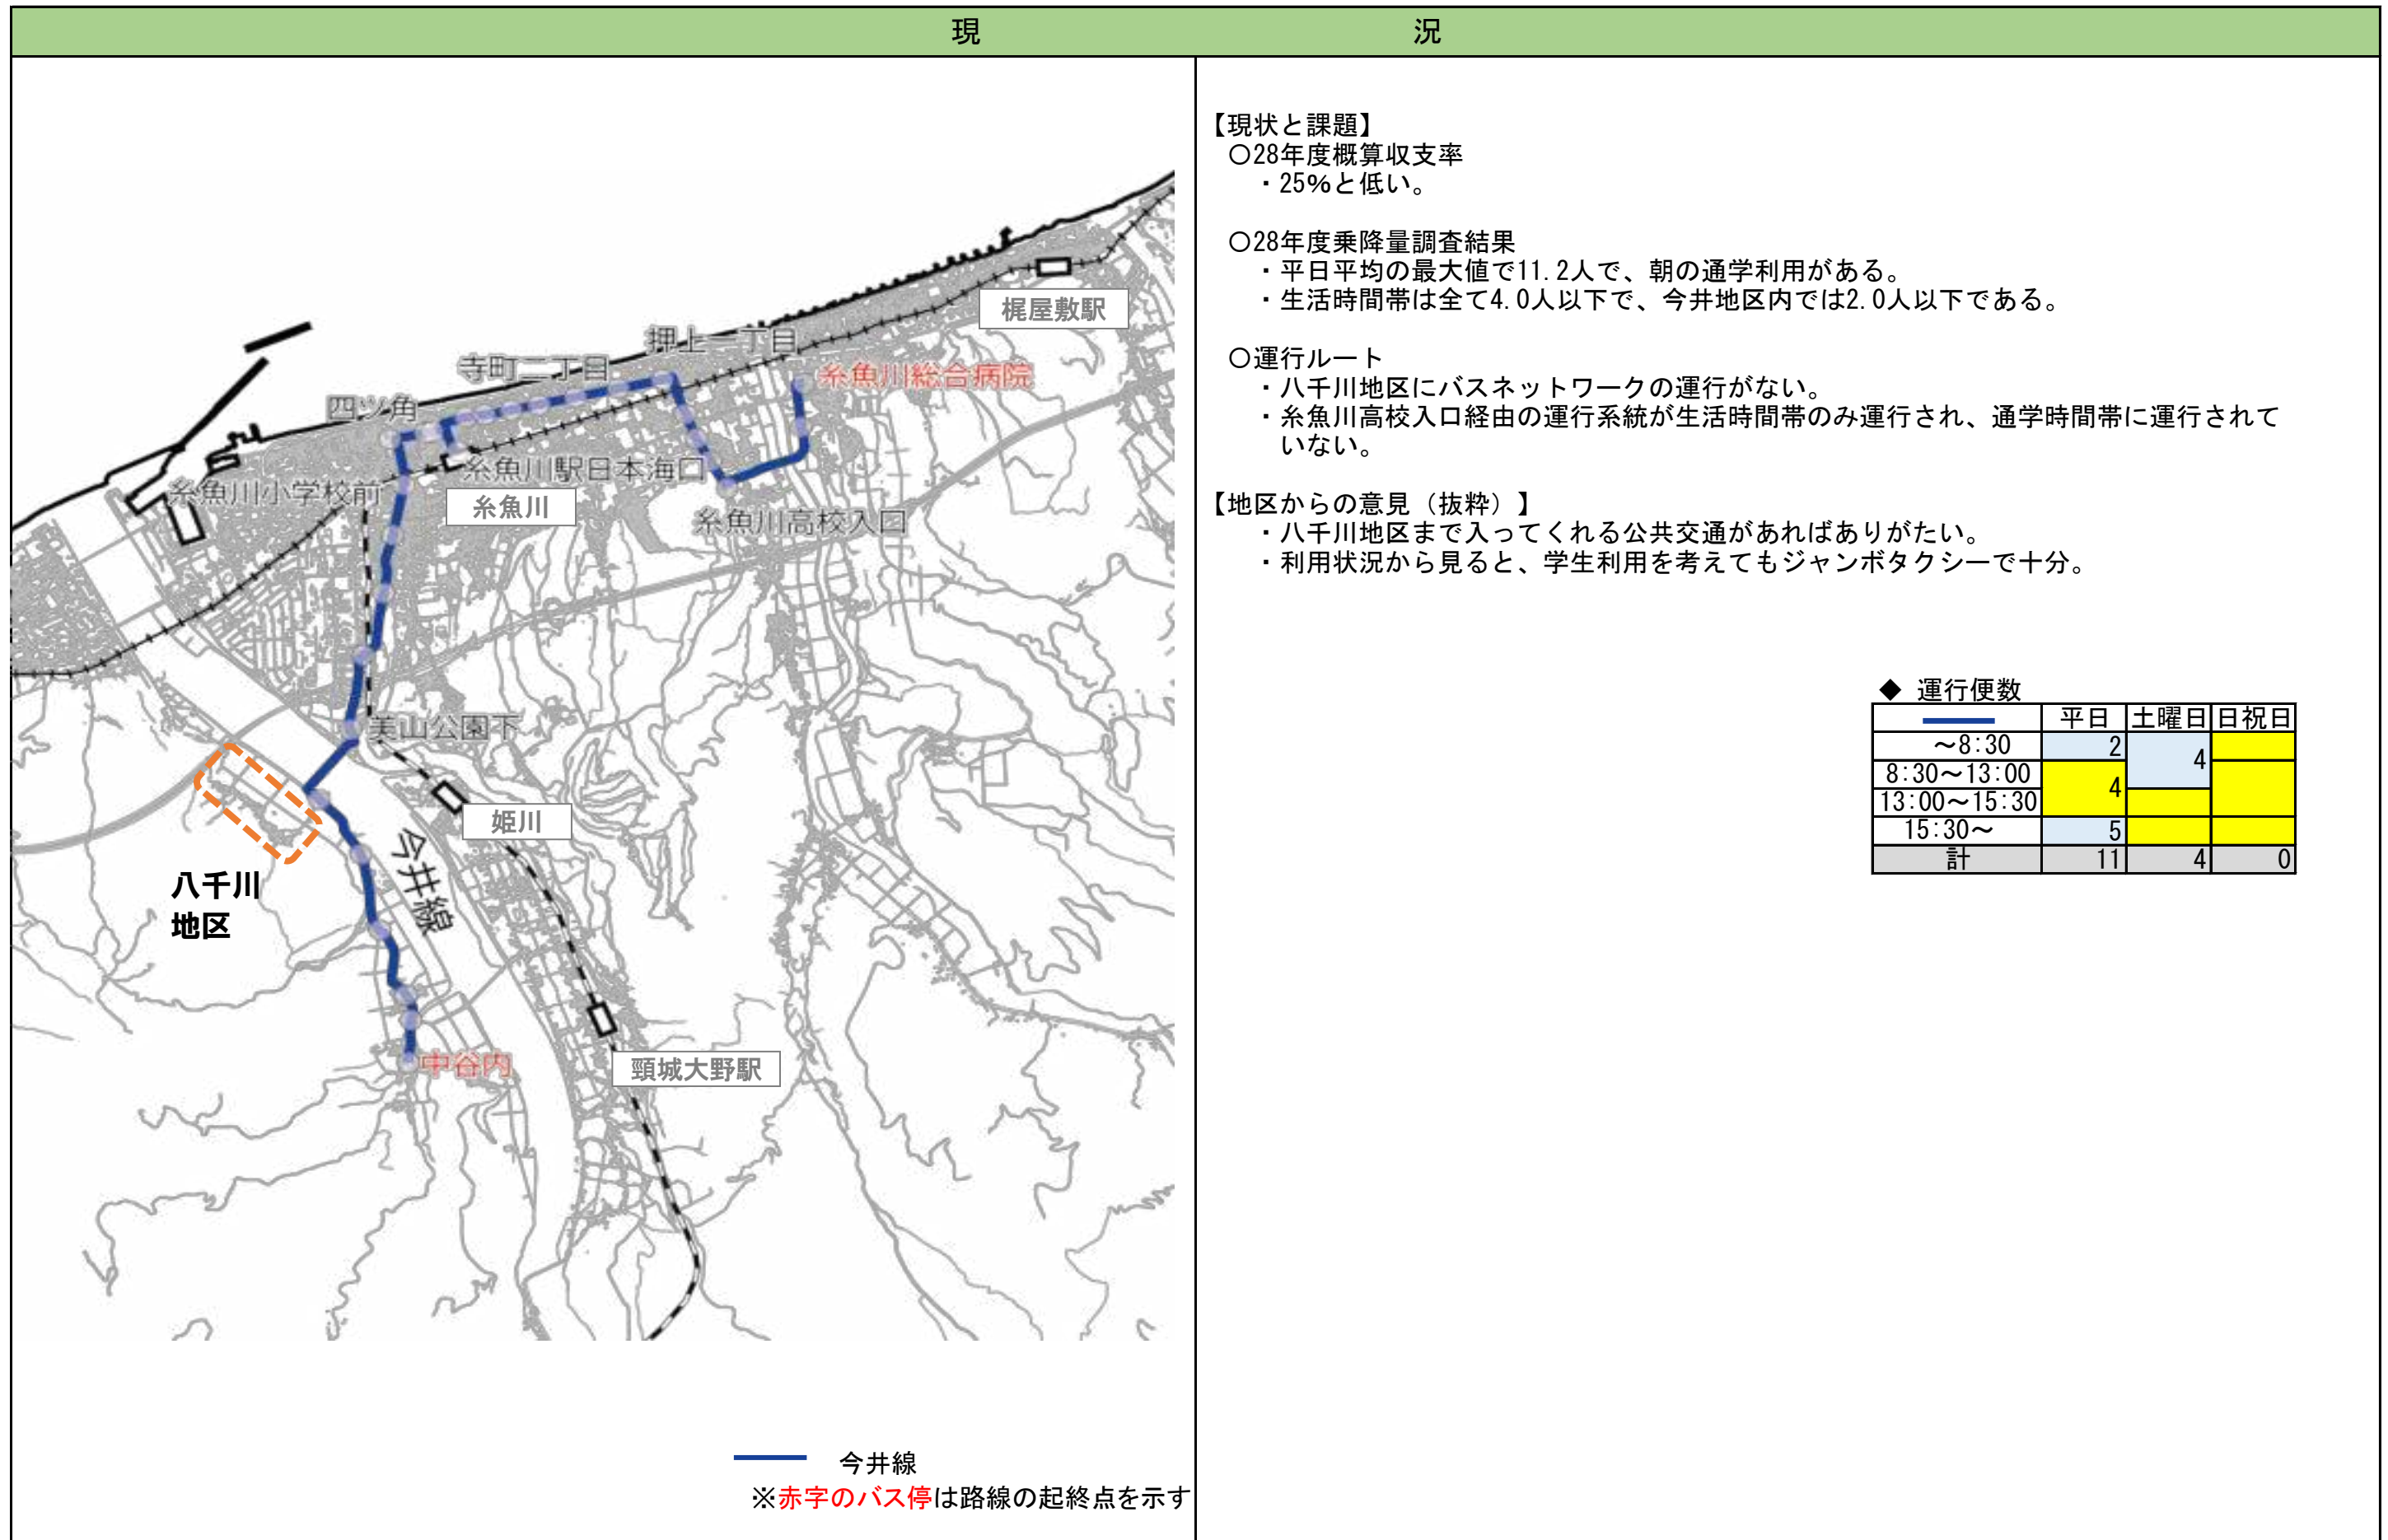 現 況
梶屋敷駅
押上一丁目
寺町二丁目
糸魚川総合病院
四ツ角
糸魚川駅日本海口
糸魚川小学校前
糸魚川
糸魚川高校入口
美山公園下
姫川
今井線
八千川
地区
中谷内
頸城大野駅
今井線
※赤字のバス停は路線の起終点を示す
【現状と課題】
○28年度概算収支率
・25%と低い。
○28年度乗降量調査結果
・平日平均の最大値で11.2人で、朝の通学利用がある。
・生活時間帯は全て4.0人以下で、今井地区内では2.0人以下である。
○運行ルート
・八千川地区にバスネットワークの運行がない。
・糸魚川高校入口経由の運行系統が生活時間帯のみ運行され、通学時間帯に運行されて
いない。
【地区からの意見（抜粋）】
・八千川地区まで入ってくれる公共交通があればありがたい。
・利用状況から見ると、学生利用を考えてもジャンボタクシーで十分。
◆ 運行便数
平日 土曜日 日祝日
～8:30 2 4
8:30～13:00 4
13:00～15:30
15:30～ 5
計 11 4 0